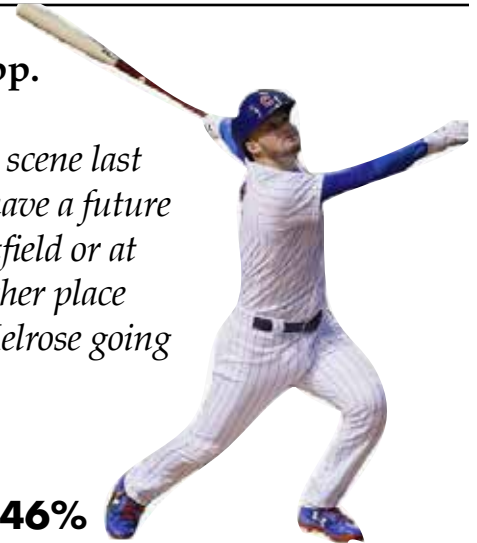 op.
scene last
ave a future
field or at
her place
elrose going
46%
C